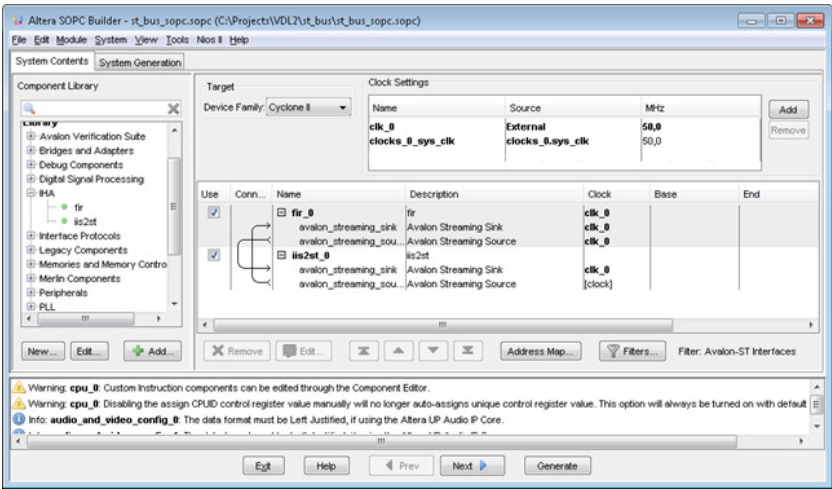 Altera SOPC Builder - st_bus_sopc.sopc (C:\Projects\VDL2\st_bus\st_bus_sopc.sopc)
File Edit Module System View Tools Nios II Help
System Contents System Generation
Component Library
Target
Clock Settings
Device Family: Cyclone II
Name Source MHz
clk_0 External 50,0
clocks_0_sys_clk clocks_0.sys_clk 50,0
Add
Remove
Library
Avalon Verification Suite
Bridges and Adapters
Debug Components
Digital Signal Processing
IHA
fir
iis2st
Interface Protocols
Legacy Components
Memories and Memory Contro
Merlin Components
Peripherals
PLL
Use Conn... Name Description Clock Base End
fir_0 fir clk_0
avalon_streaming_sink Avalon Streaming Sink clk_0
avalon_streaming_sou... Avalon Streaming Source clk_0
iis2st_0 iis2st
avalon_streaming_sink Avalon Streaming Sink clk_0
avalon_streaming_sou... Avalon Streaming Source [clock]
New... Edit... Add...
Remove Edit... Address Map... Filters... Filter: Avalon-ST Interfaces
Warning: cpu_0: Custom Instruction components can be edited through the Component Editor.
Warning: cpu_0: Disabling the assign CPUID control register value manually will no longer auto-assigns unique control register value. This option will always be turned on with default
Info: audio_and_video_config_0: The data format must be Left Justified, if using the Altera UP Audio IP Core.
Exit Help Prev Next Generate